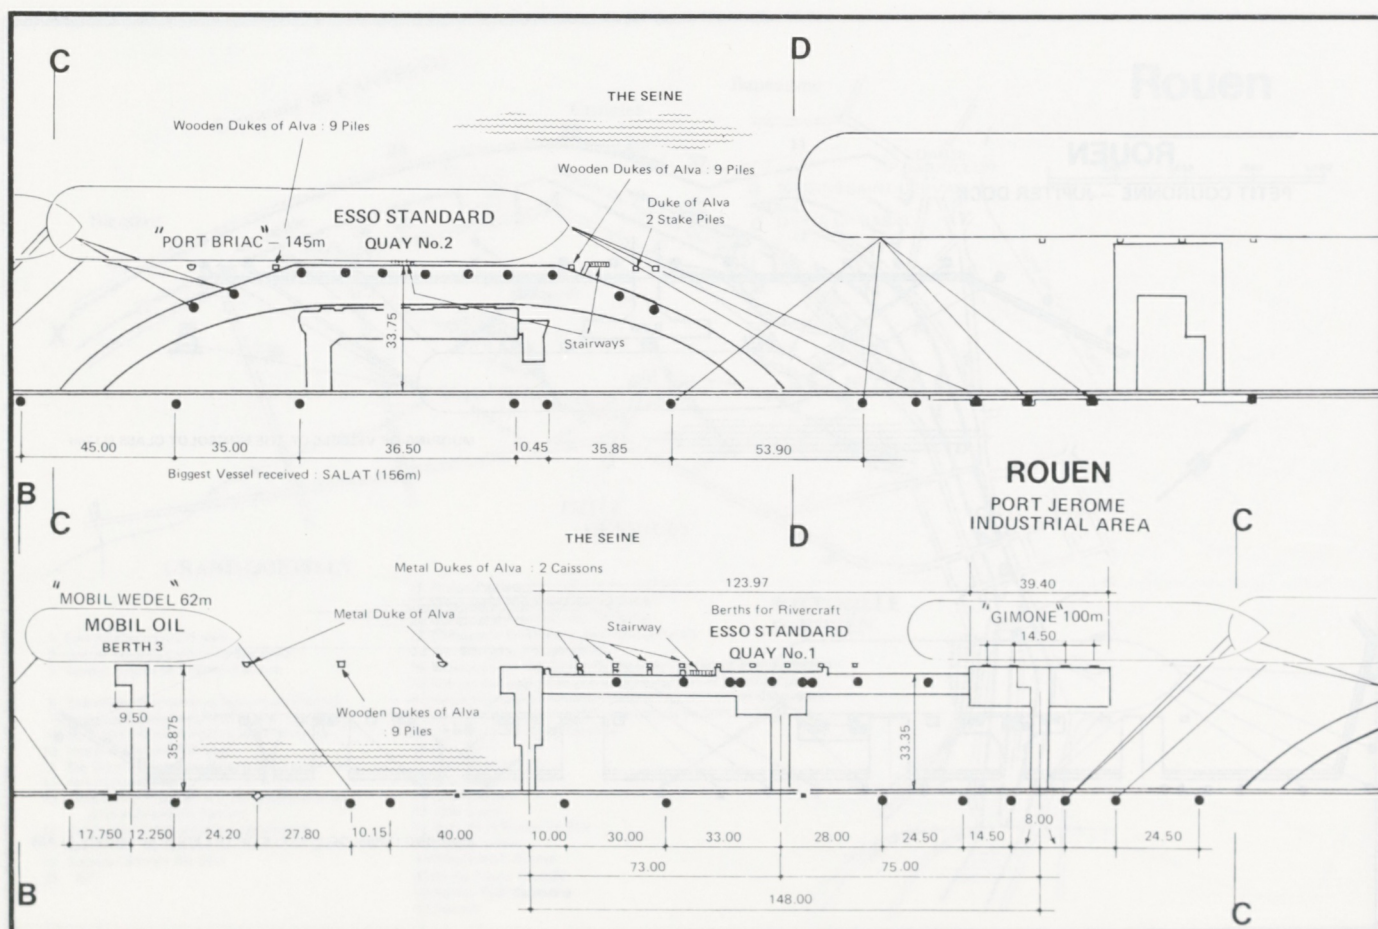 C
D
THE SEINE
Wooden Dukes of Alva : 9 Piles
Wooden Dukes of Alva : 9 Piles
Duke of Alva
2 Stake Piles
ESSO STANDARD
QUAY No.2
"PORT BRIAC" – 145m
33.75
Stairways
45.00
35.00
36.50
10.45
35.85
53.90
Biggest Vessel received : SALAT (156m)
B
C
D
C
ROUEN
PORT JEROME
INDUSTRIAL AREA
THE SEINE
Metal Dukes of Alva : 2 Caissons
123.97
39.40
"MOBIL WEDEL" 62m
MOBIL OIL
BERTH 3
Metal Duke of Alva
Berths for Rivercraft
Stairway
ESSO STANDARD
QUAY No.1
"GIMONE" 100m
14.50
9.50
35.875
Wooden Dukes of Alva
: 9 Piles
33.35
17.750
12.250
24.20
27.80
10.15
40.00
10.00
30.00
33.00
28.00
24.50
14.50
8.00
24.50
73.00
75.00
148.00
B
C